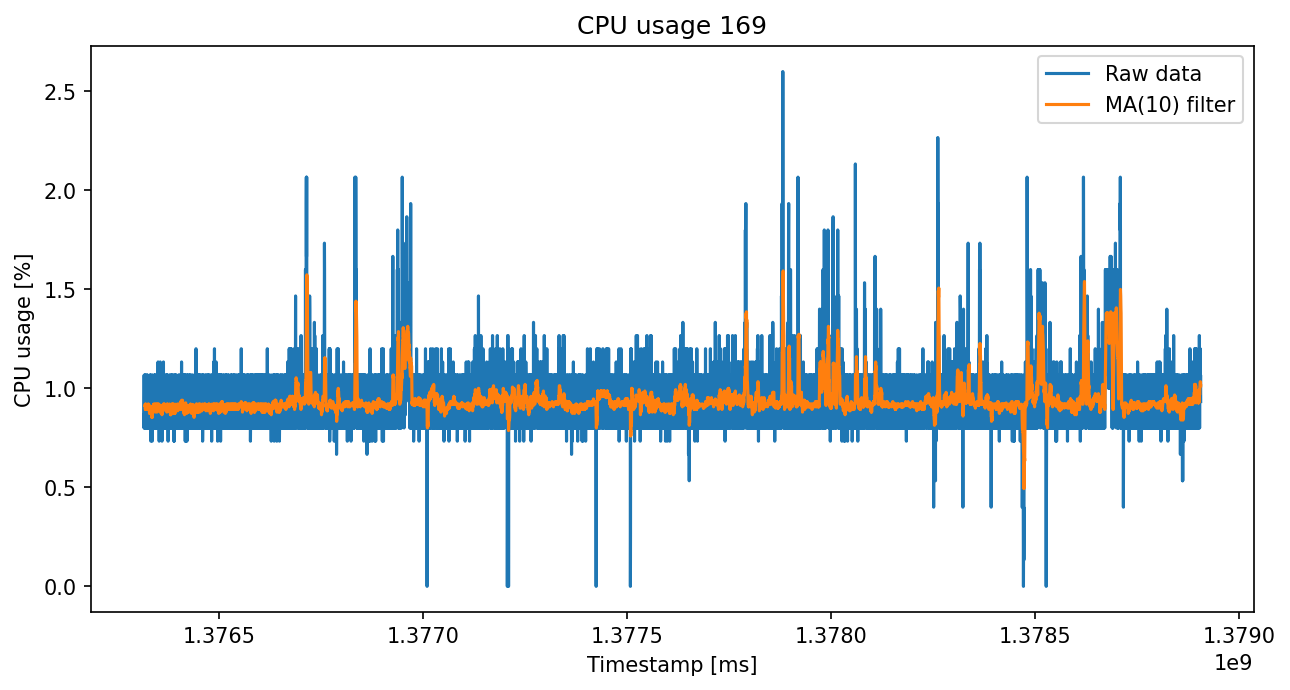 CPU usage 169
Raw data
MA(10) filter
CPU usage [%]
2.5
2.0
1.5
1.0
0.5
0.0
1.3765 1.3770 1.3775 1.3780 1.3785 1.3790
1e9
Timestamp [ms]